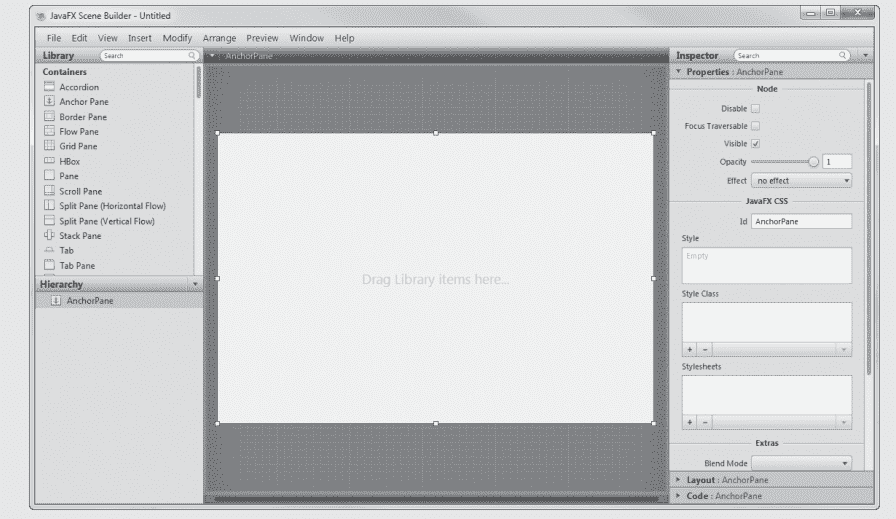 JavaFX Scene Builder - Untitled
File Edit View Insert Modify Arrange Preview Window Help
Library Search
Containers
Accordion
Anchor Pane
Border Pane
Flow Pane
Grid Pane
HBox
Pane
Scroll Pane
Split Pane (Horizontal Flow)
Split Pane (Vertical Flow)
Stack Pane
Tab
Tab Pane
Hierarchy
AnchorPane
AnchorPane
Drag Library items here...
Inspector Search
Properties : AnchorPane
Node
Disable
Focus Traversable
Visible
Opacity 1
Effect no effect
JavaFX CSS
Id AnchorPane
Style
Empty
Style Class
+ −
Stylesheets
+ −
Extras
Blend Mode
Layout : AnchorPane
Code : AnchorPane